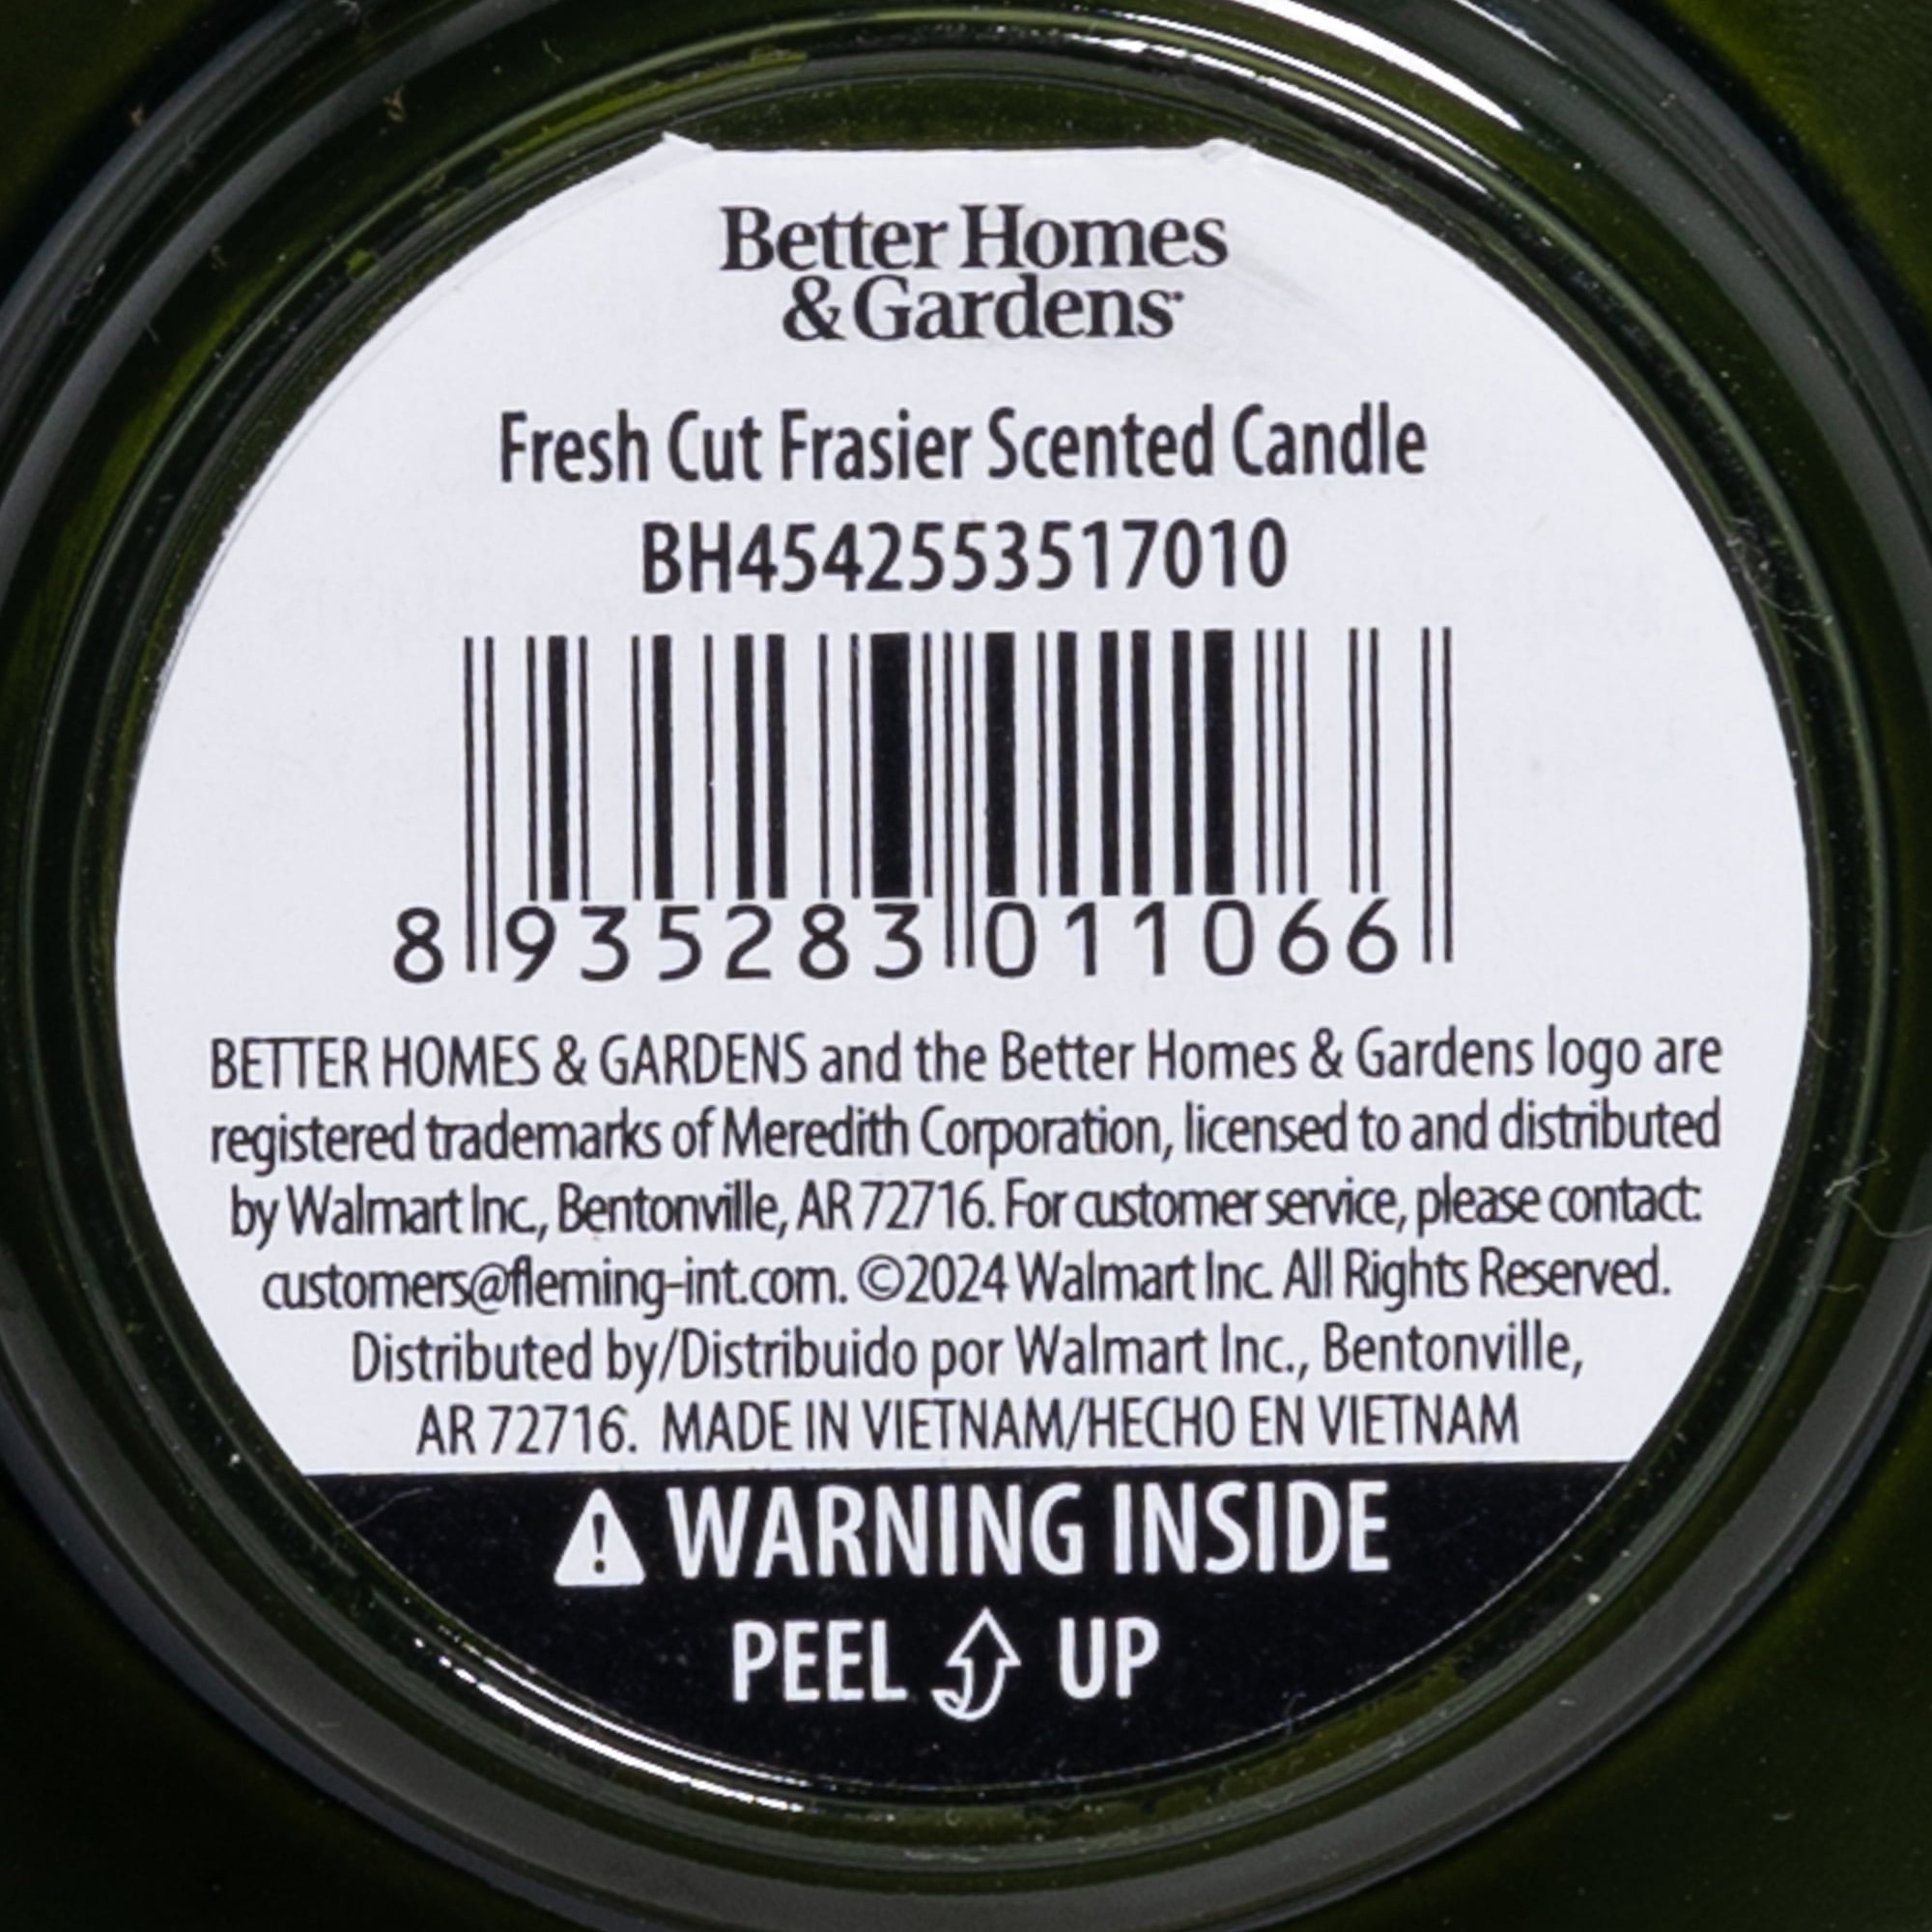 Better Homes
& Gardens
Fresh Cut Frasier Scented Candle
BH4542553517010
8 935283 011066
BETTER HOMES & GARDENS and the Better Homes & Gardens logo are
registered trademarks of Meredith Corporation, licensed to and distributed
by Walmart Inc., Bentonville, AR 72716. For customer service, please contact:
customers@fleming-int.com. ©2024 Walmart Inc. All Rights Reserved.
Distributed by/Distribuido por Walmart Inc., Bentonville,
AR 72716. MADE IN VIETNAM/HECHO EN VIETNAM
WARNING INSIDE
PEEL UP